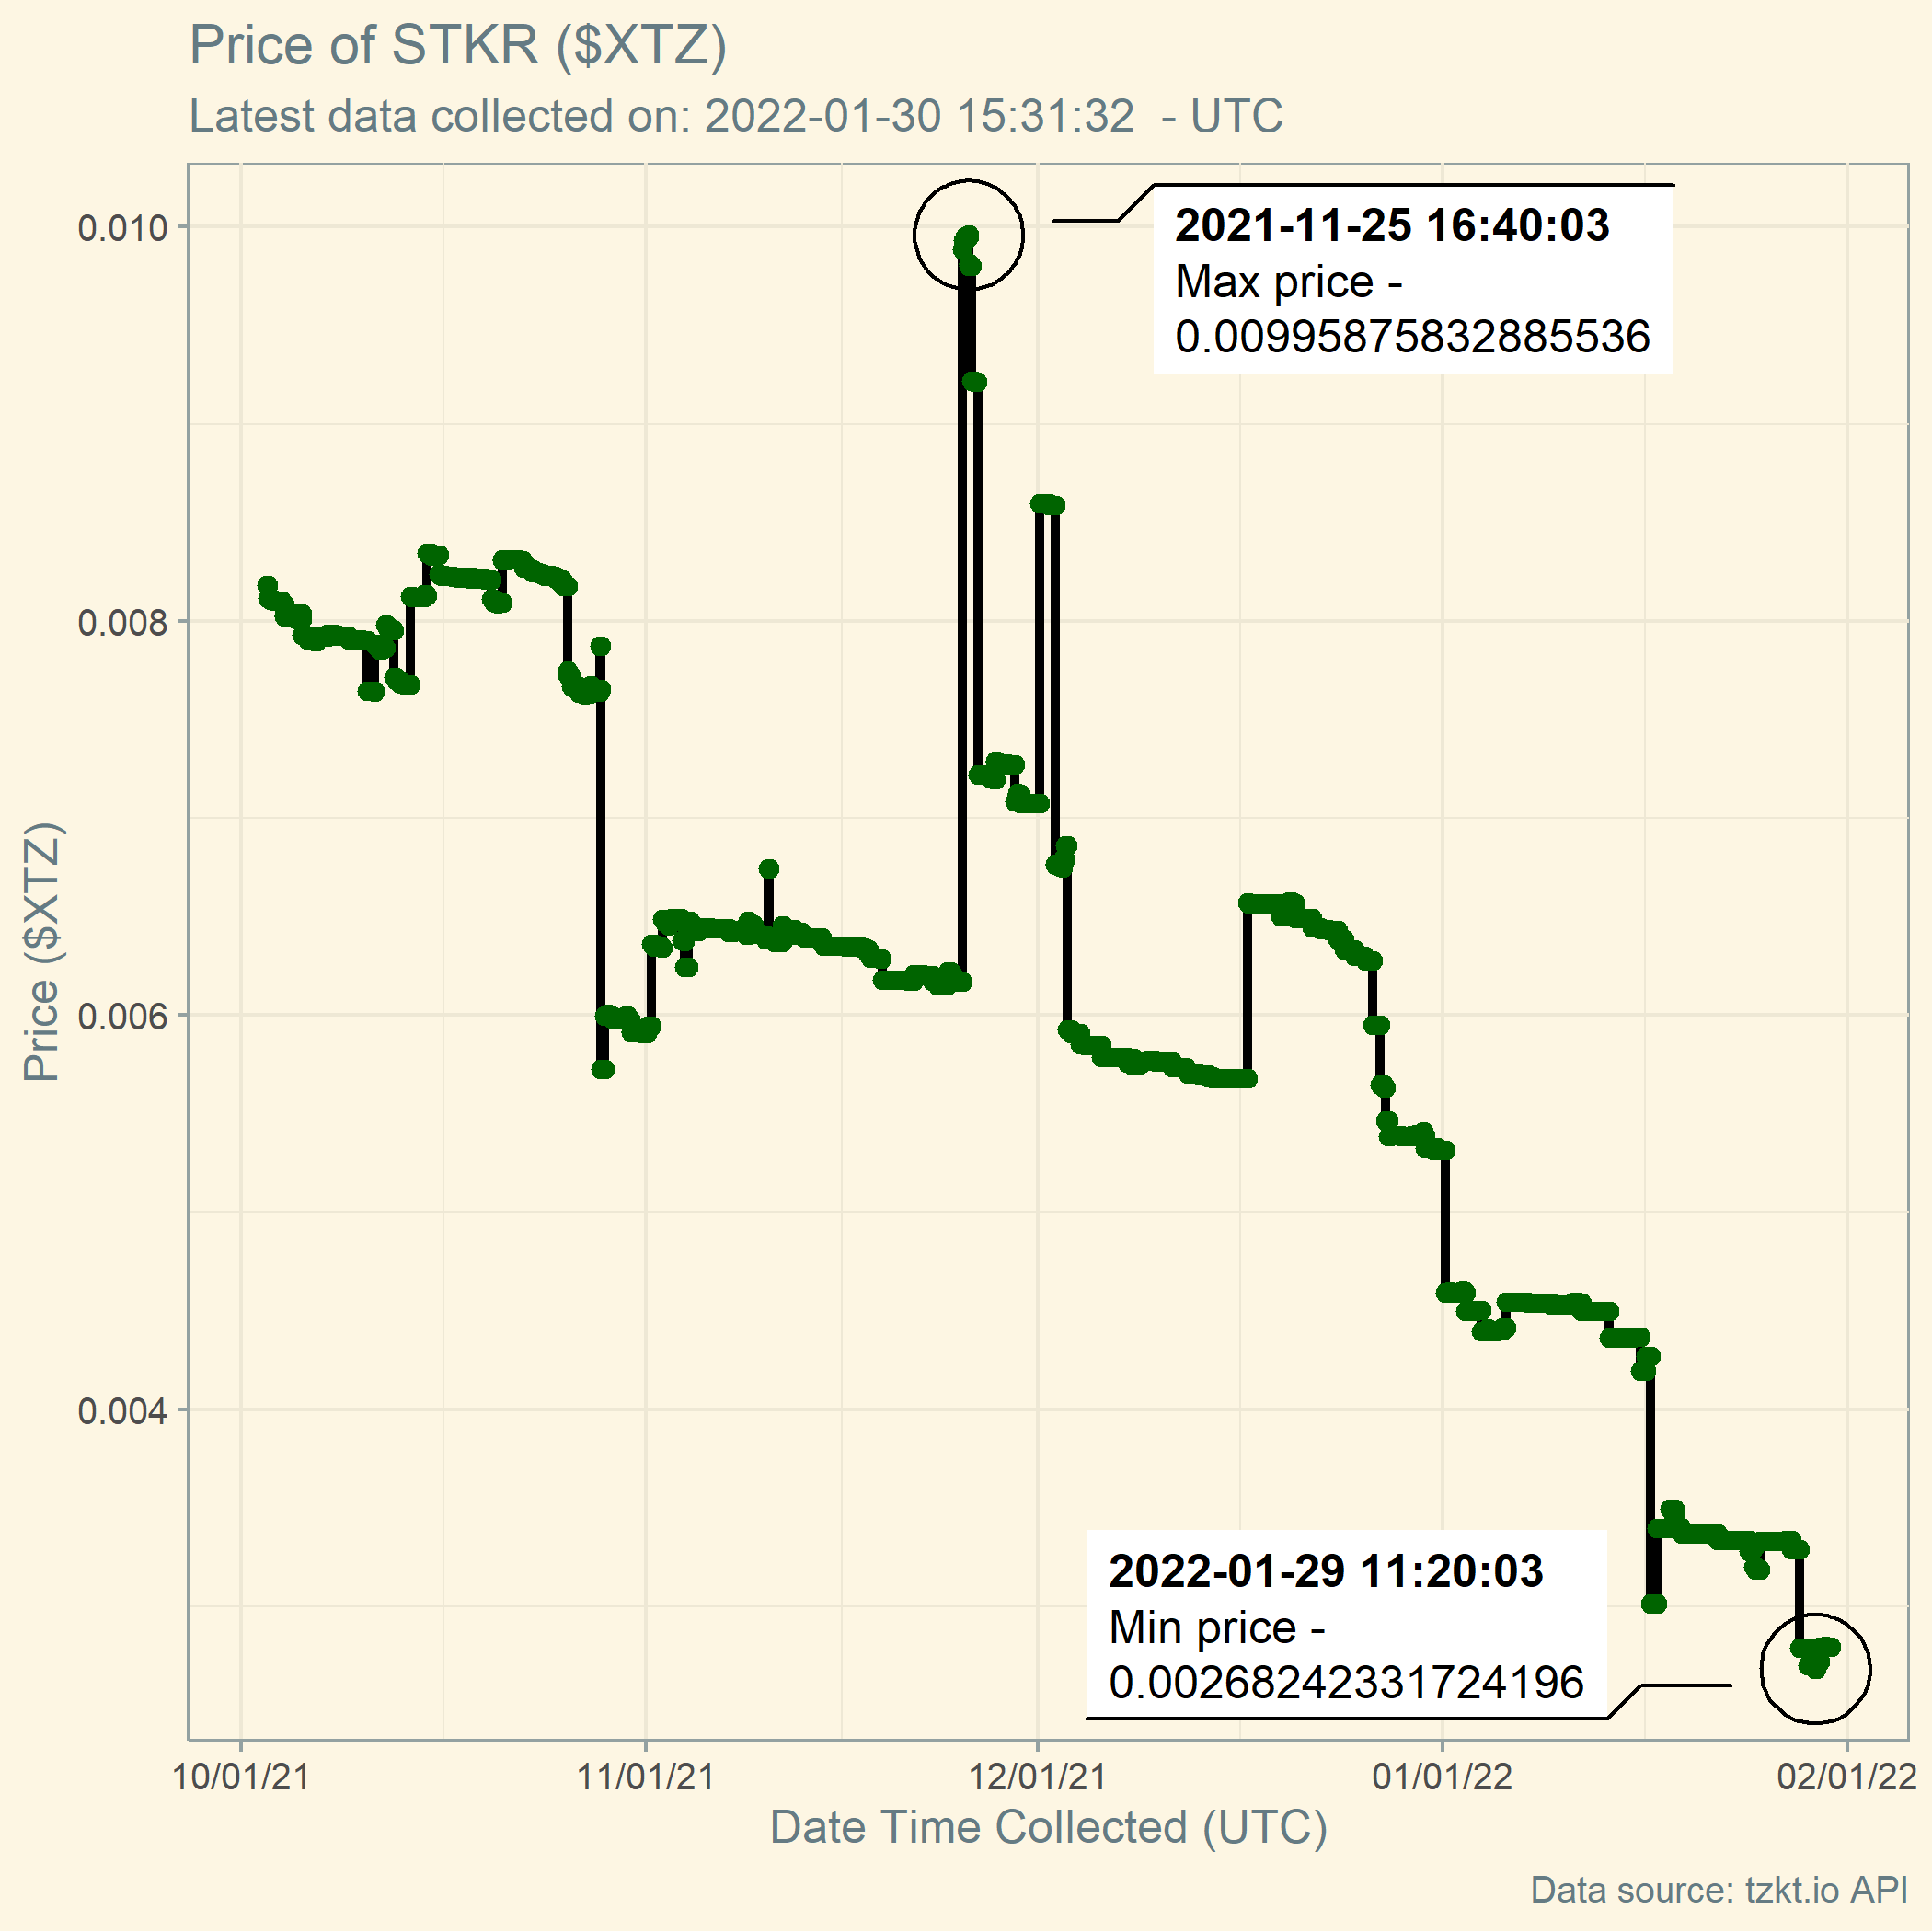 Price of STKR ($XTZ)
Latest data collected on: 2022-01-30 15:31:32  - UTC
0.010
0.008
0.006
0.004
Price ($XTZ)
2021-11-25 16:40:03
Max price -
0.00995875832885536
2022-01-29 11:20:03
Min price -
0.00268242331724196
10/01/21
11/01/21
12/01/21
01/01/22
02/01/22
Date Time Collected (UTC)
Data source: tzkt.io API